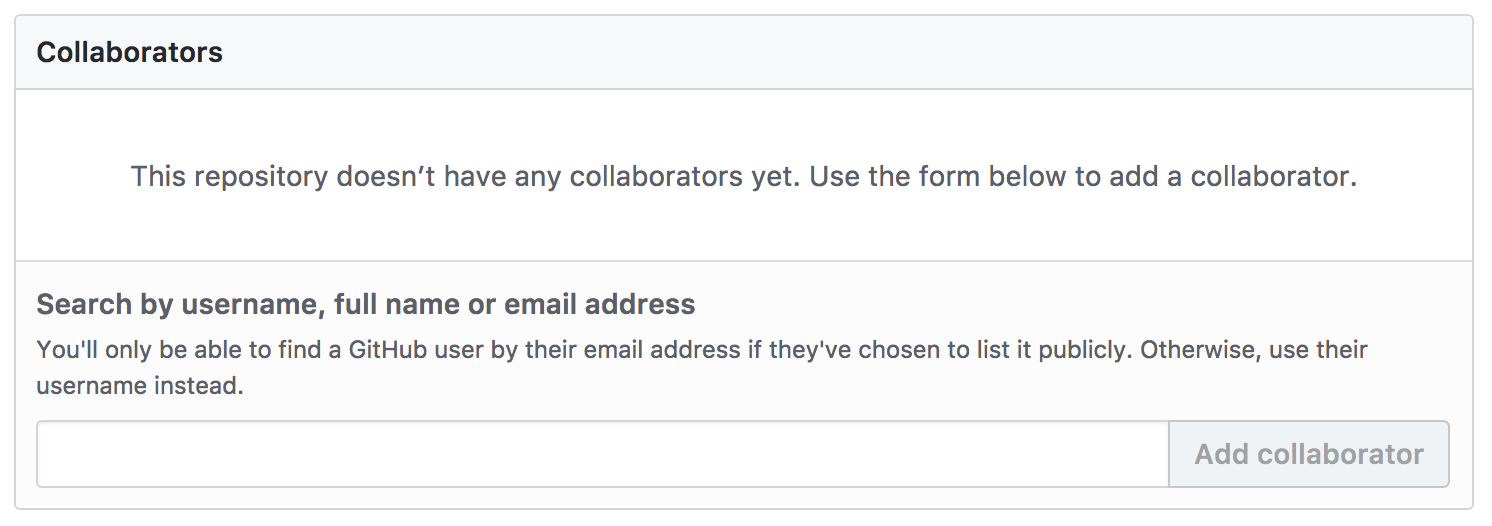 Collaborators
This repository doesn’t have any collaborators yet. Use the form below to add a collaborator.
Search by username, full name or email address
You'll only be able to find a GitHub user by their email address if they've chosen to list it publicly. Otherwise, use their
username instead.
Add collaborator